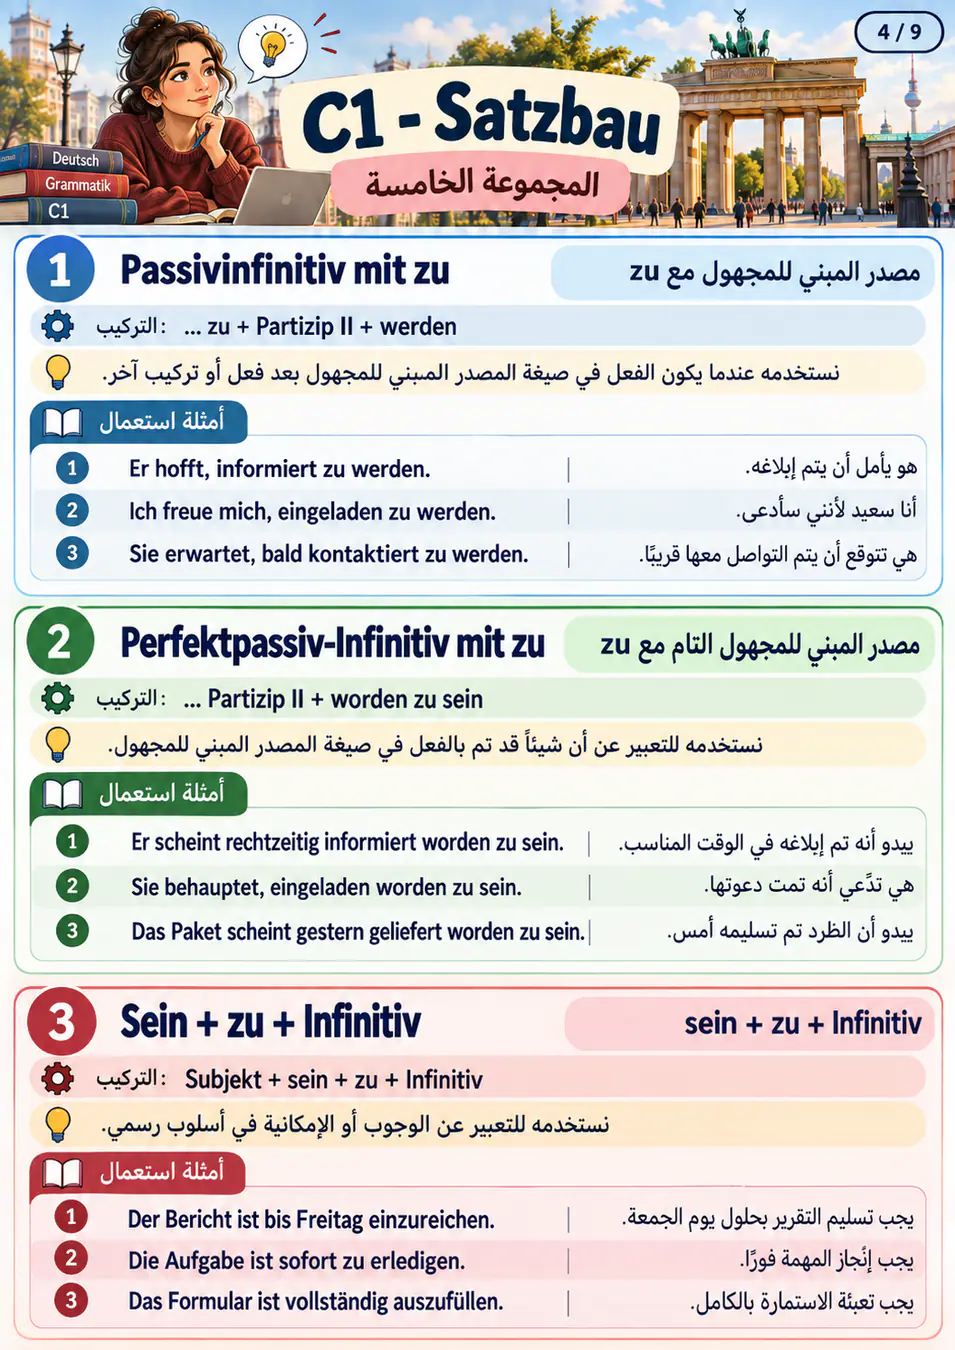 4 / 9
C1 - Satzbau
المجموعة الخامسة
Deutsch
Grammatik
C1
1 Passivinfinitiv mit zu مصدر المبني للمجهول مع zu
التركيب: ... zu + Partizip II + werden
نستخدمه عندما يكون الفعل في صيغة المصدر المبني للمجهول بعد فعل أو تركيب آخر.
أمثلة استعمال
1 Er hofft, informiert zu werden. | هو يأمل أن يتم إبلاغه.
2 Ich freue mich, eingeladen zu werden. | أنا سعيد لأنني سأدعى.
3 Sie erwartet, bald kontaktiert zu werden. | هي تتوقع أن يتم التواصل معها قريبًا.
2 Perfektpassiv-Infinitiv mit zu مصدر المبني للمجهول التام مع zu
التركيب: ... Partizip II + worden zu sein
نستخدمه للتعبير عن أن شيئاً قد تم بالفعل في صيغة المصدر المبني للمجهول.
أمثلة استعمال
1 Er scheint rechtzeitig informiert worden zu sein. | يبدو أنه تم إبلاغه في الوقت المناسب.
2 Sie behauptet, eingeladen worden zu sein. | هي تدّعي أنه تمت دعوتها.
3 Das Paket scheint gestern geliefert worden zu sein. | يبدو أن الظرد تم تسليمه أمس.
3 Sein + zu + Infinitiv sein + zu + Infinitiv
التركيب: Subjekt + sein + zu + Infinitiv
نستخدمه للتعبير عن الوجوب أو الإمكانية في أسلوب رسمي.
أمثلة استعمال
1 Der Bericht ist bis Freitag einzureichen. | يجب تسليم التقرير بحلول يوم الجمعة.
2 Die Aufgabe ist sofort zu erledigen. | يجب إنجاز المهمة فورًا.
3 Das Formular ist vollständig auszufüllen. | يجب تعبئة الاستمارة بالكامل.